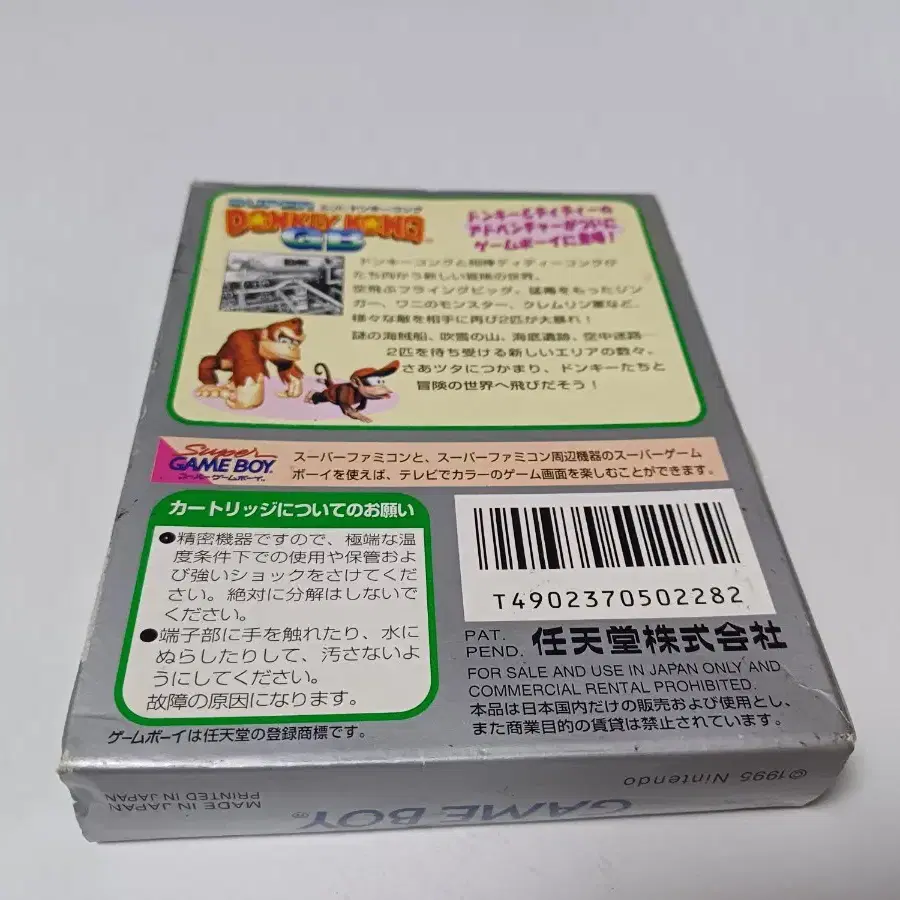 SUPER スーパードンキーコング
DONKEY KONG
GB
TM
ドンキー&ディディーの
アドベンチャーがついに
ゲームボーイに登場!
ドンキーコングと相棒ディディーコングが
たち向かう新しい冒険の世界。
空飛ぶフライングピッグ、猛毒をもったジン
ガー、ワニのモンスター、クレムリン軍など、
様々な敵を相手に再び2匹が大暴れ!
謎の海賊船、吹雪の山、海底遺跡、空中迷路…
2匹を待ち受ける新しいエリアの数々。
さあツタにつかまり、ドンキーたちと
冒険の世界へ飛びだそう!
Super
GAME BOY
スーパーゲームボーイ
スーパーファミコンと、スーパーファミコン周辺機器のスーパーゲーム
ボーイを使えば、テレビでカラーのゲーム画面を楽しむことができます。
カートリッジについてのお願い
●精密機器ですので、極端な温
度条件下での使用や保管およ
び強いショックをさけてくださ
い。絶対に分解はしないで
ください。
●端子部に手を触れたり、水に
ぬらしたりして、汚さないよ
うにしてください。
故障の原因になります。
ゲームボーイは任天堂の登録商標です。
T4902370502282
PAT.
PEND. 任天堂株式会社
FOR SALE AND USE IN JAPAN ONLY AND
COMMERCIAL RENTAL PROHIBITED.
本品は日本国内だけの販売および使用とし、
また商業目的の賃貸は禁止されています。
©1995 Nintendo
MADE IN JAPAN
PRINTED IN JAPAN
GAME BOY®